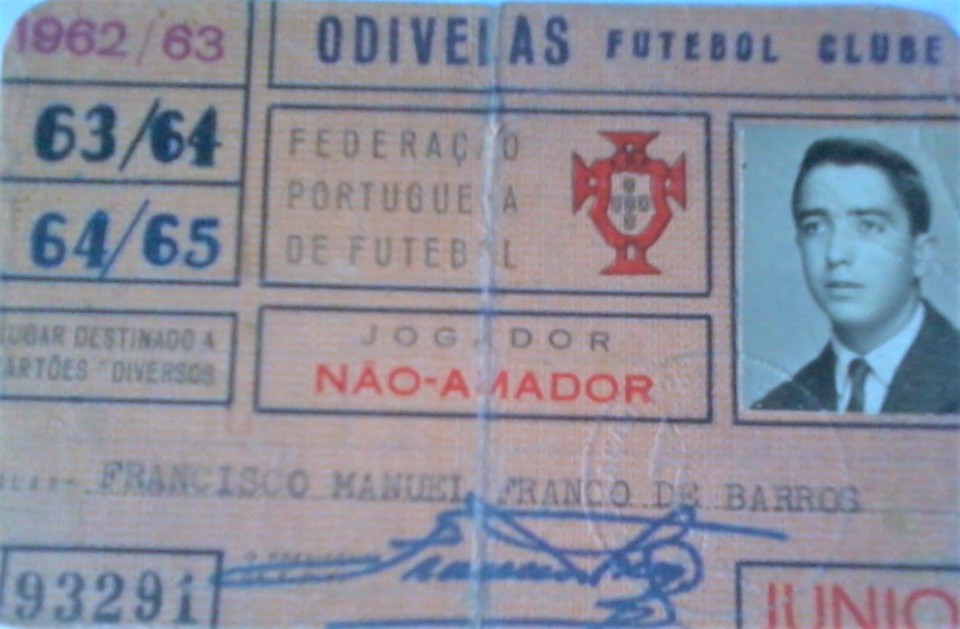 1962/63
ODIVELAS FUTEBOL CLUBE
63/64
64/65
FEDERAÇÃO
PORTUGUESA
DE FUTEBOL
LUGAR DESTINADO A
CARTÕES "DIVERSOS
JOGADOR
NÃO-AMADOR
FRANCISCO MANUEL FRANCO DE BARROS
93291
JUNIO